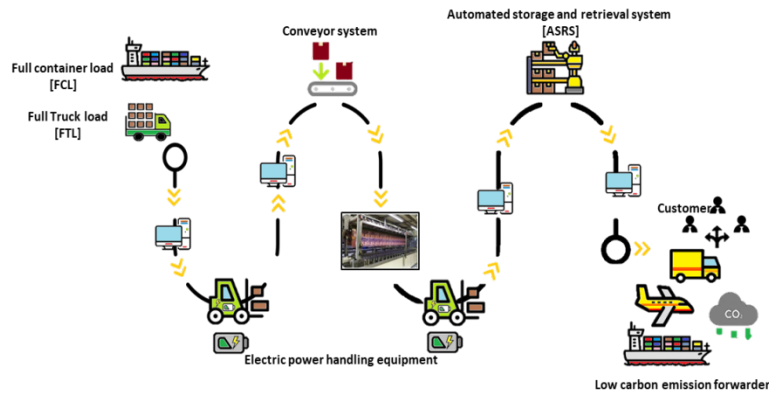 Automated storage and retrieval system
[ASRS]
Conveyor system
Full container load
[FCL]
Full Truck load
[FTL]
Customer
CO₂
Electric power handling equipment
Low carbon emission forwarder